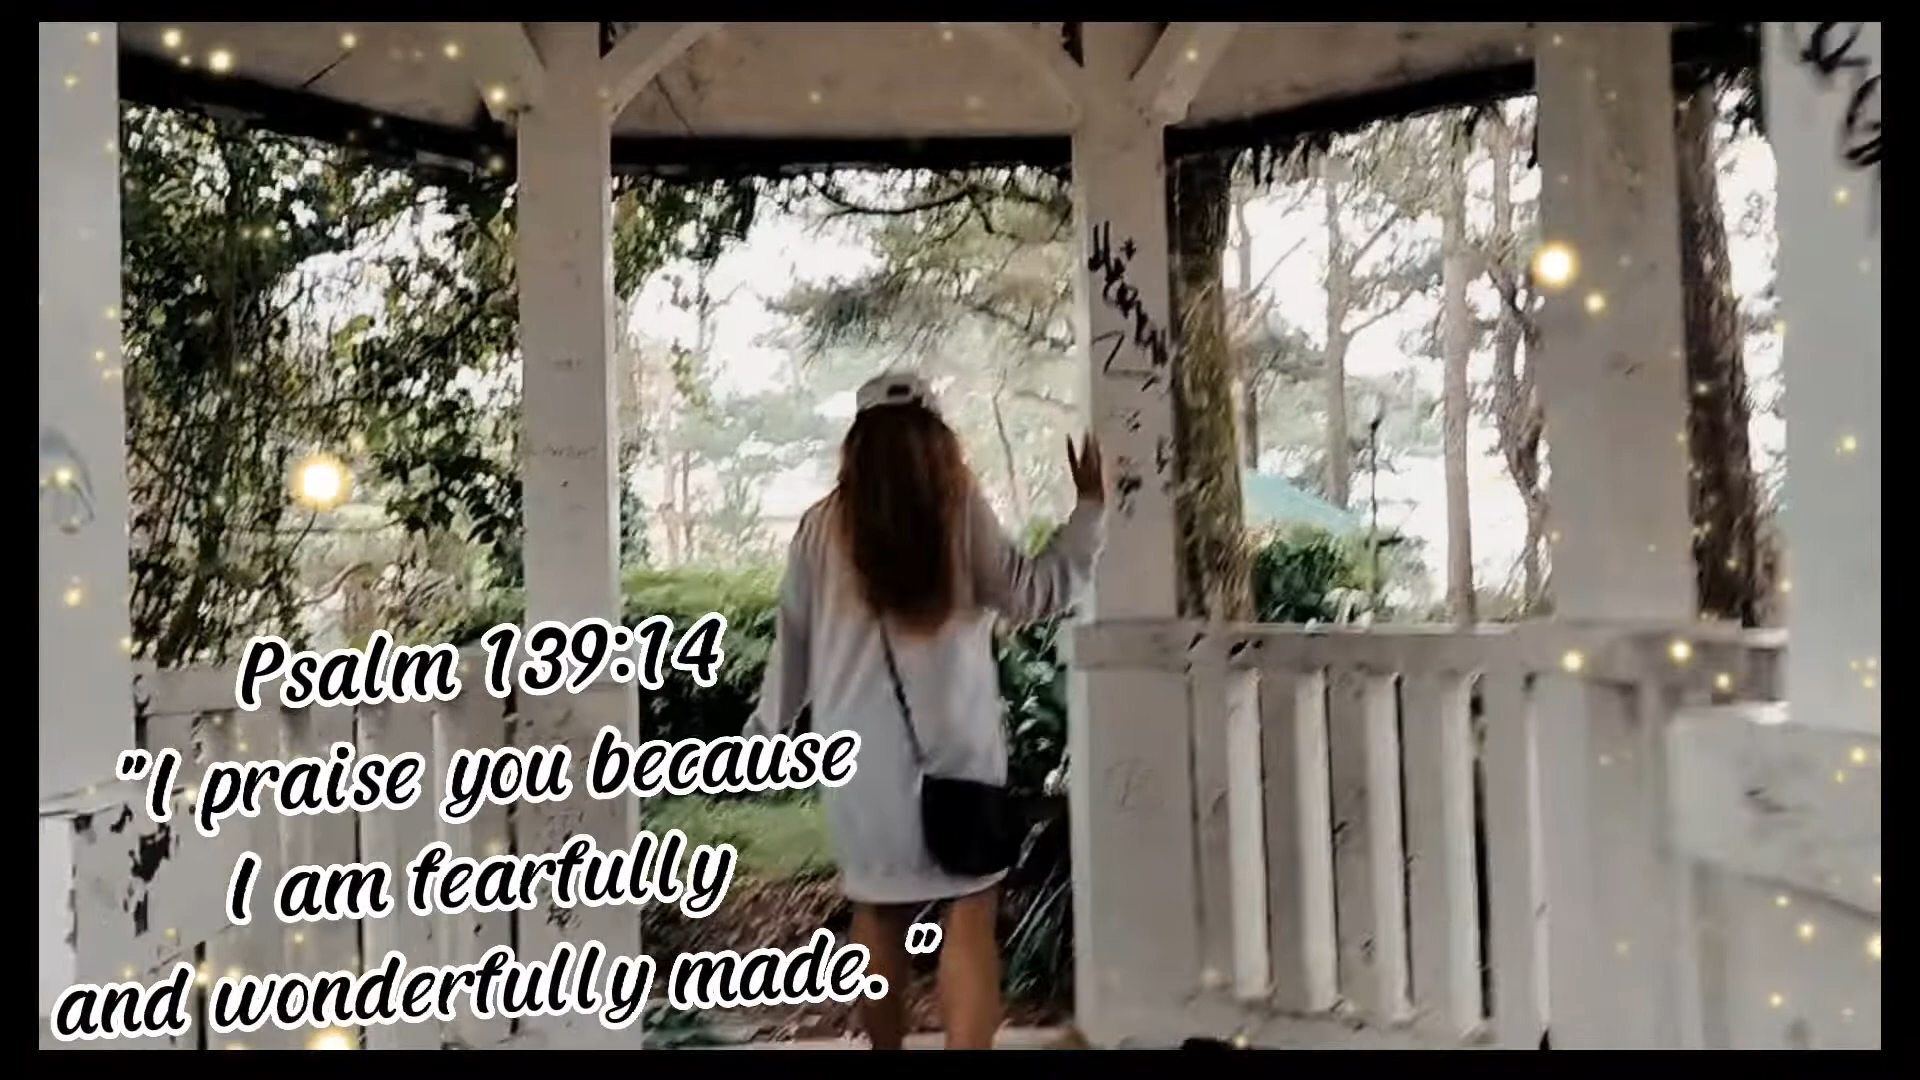 Psalm 139:14
"I praise you because
I am fearfully
and wonderfully made."